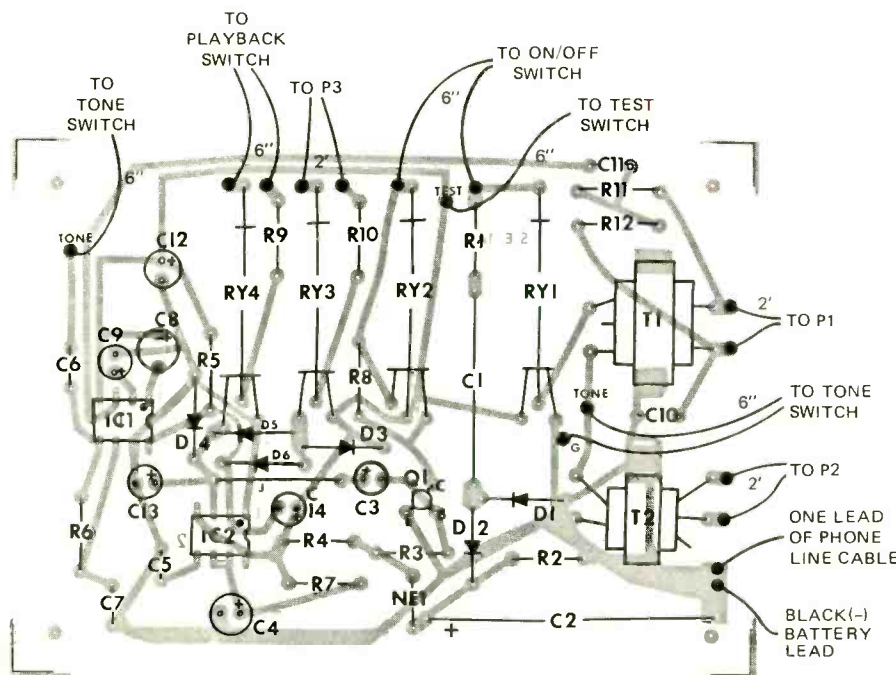 TO
PLAYBACK
SWITCH
TO ON/OFF
SWITCH
TO P3
TO
TONE
SWITCH
TO TEST
SWITCH
6"
6"
6"
2'
6"
TEST
C11
R11
R12
TONE
C12
R9
R10
R1
32
RY4
RY3
RY2
RY1
T1
2'
TO P1
C9
C8
C6
R5
R8
C1
TONE
C10
6"
TO TONE
SWITCH
IC1
D4
D5
D3
G
D6
C13
J
C14
C3
Q1
C
D1
T2
2'
TO P2
R6
IC2
2
R4
R3
D2
R2
ONE LEAD
OF PHONE
LINE CABLE
C5
R7
NE1
C7
C4
+
C2
BLACK(-)
BATTERY
LEAD